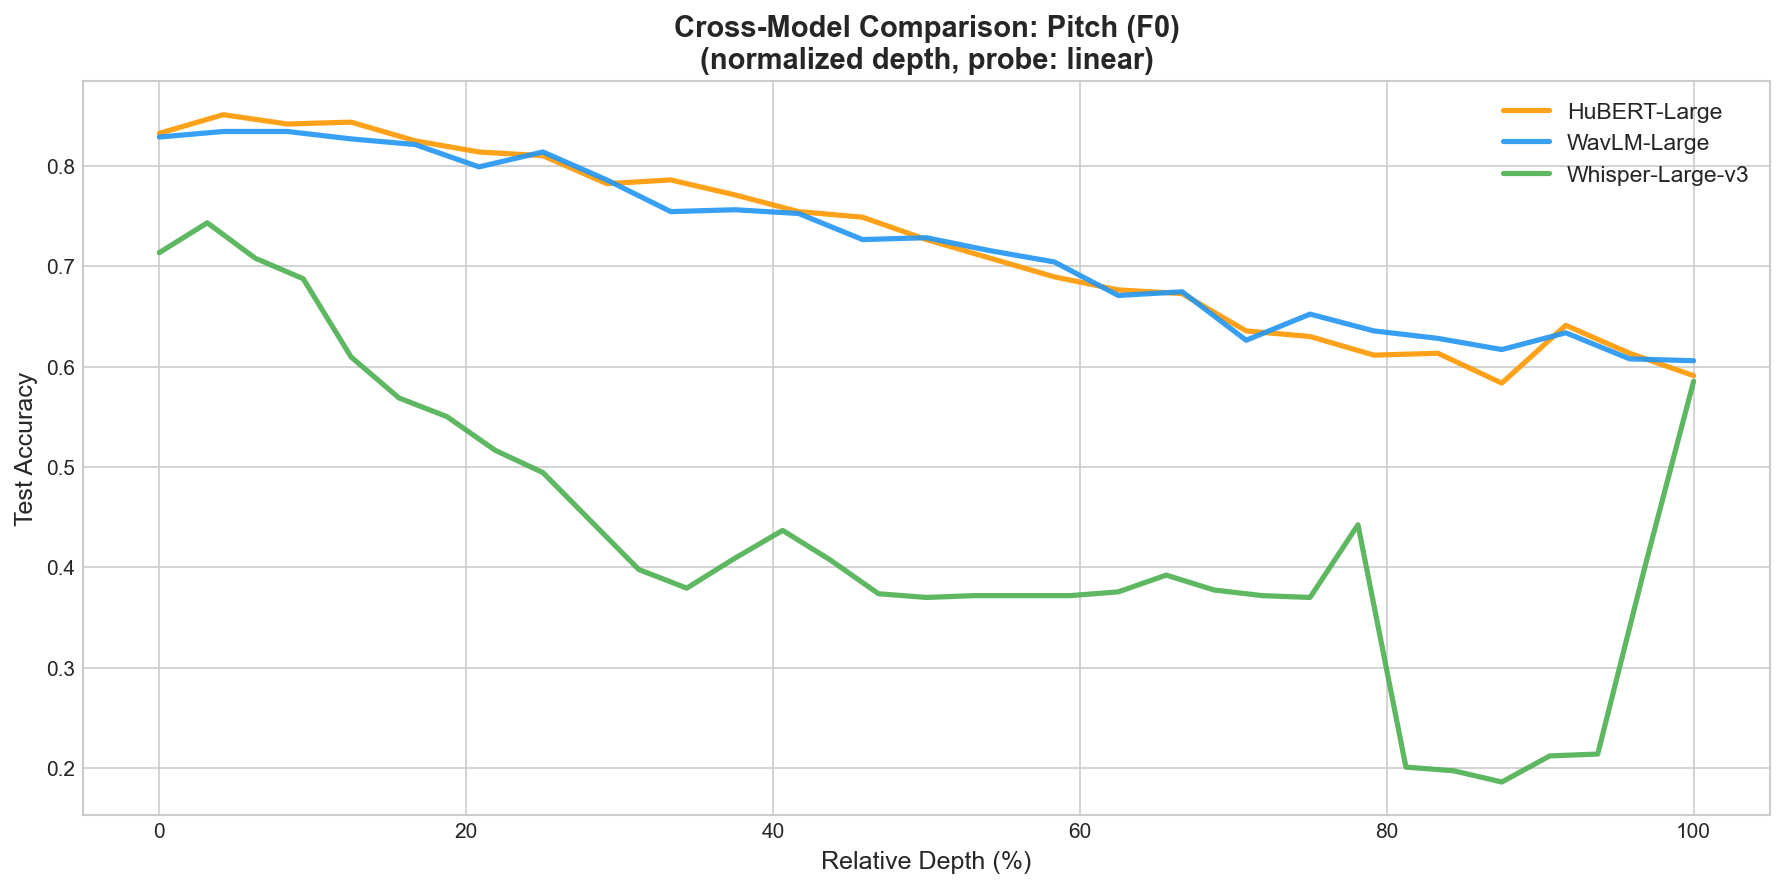 Cross-Model Comparison: Pitch (F0)
(normalized depth, probe: linear)
HuBERT-Large
WavLM-Large
Whisper-Large-v3
Test Accuracy
0.8
0.7
0.6
0.5
0.4
0.3
0.2
0 20 40 60 80 100
Relative Depth (%)